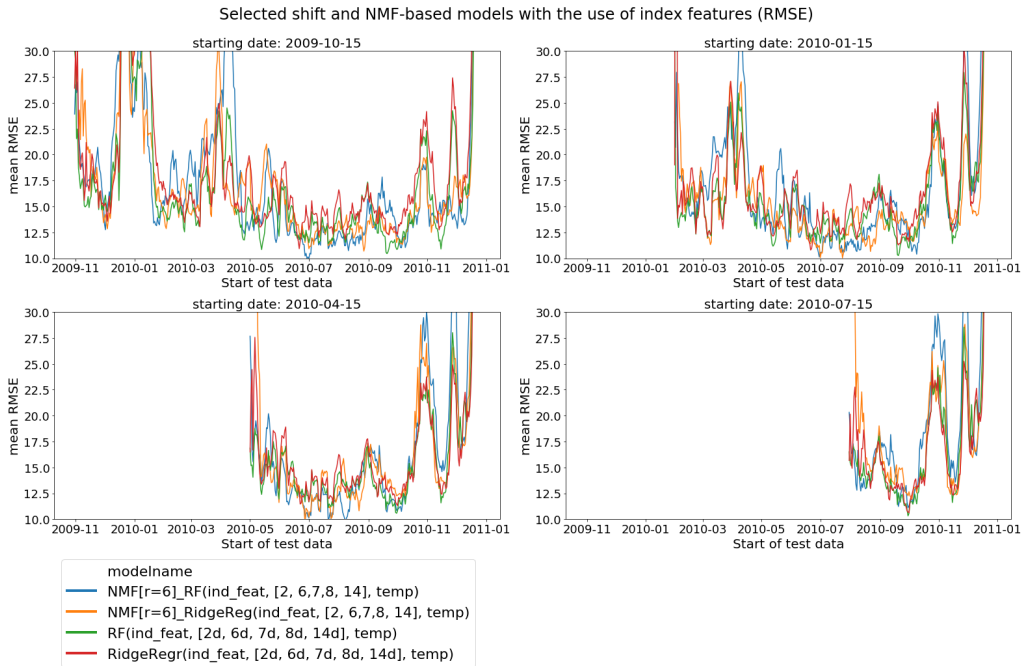 Selected shift and NMF-based models with the use of index features (RMSE)
starting date: 2009-10-15
30.0
27.5
25.0
22.5
20.0
17.5
15.0
12.5
10.0
mean RMSE
2009-11 2010-01 2010-03 2010-05 2010-07 2010-09 2010-11 2011-01
Start of test data
starting date: 2010-01-15
30.0
27.5
25.0
22.5
20.0
17.5
15.0
12.5
10.0
mean RMSE
2009-11 2010-01 2010-03 2010-05 2010-07 2010-09 2010-11 2011-01
Start of test data
starting date: 2010-04-15
30.0
27.5
25.0
22.5
20.0
17.5
15.0
12.5
10.0
mean RMSE
2009-11 2010-01 2010-03 2010-05 2010-07 2010-09 2010-11 2011-01
Start of test data
starting date: 2010-07-15
30.0
27.5
25.0
22.5
20.0
17.5
15.0
12.5
10.0
mean RMSE
2009-11 2010-01 2010-03 2010-05 2010-07 2010-09 2010-11 2011-01
Start of test data
modelname
NMF[r=6]_RF(ind_feat, [2, 6,7,8, 14], temp)
NMF[r=6]_RidgeReg(ind_feat, [2, 6,7,8, 14], temp)
RF(ind_feat, [2d, 6d, 7d, 8d, 14d], temp)
RidgeRegr(ind_feat, [2d, 6d, 7d, 8d, 14d], temp)